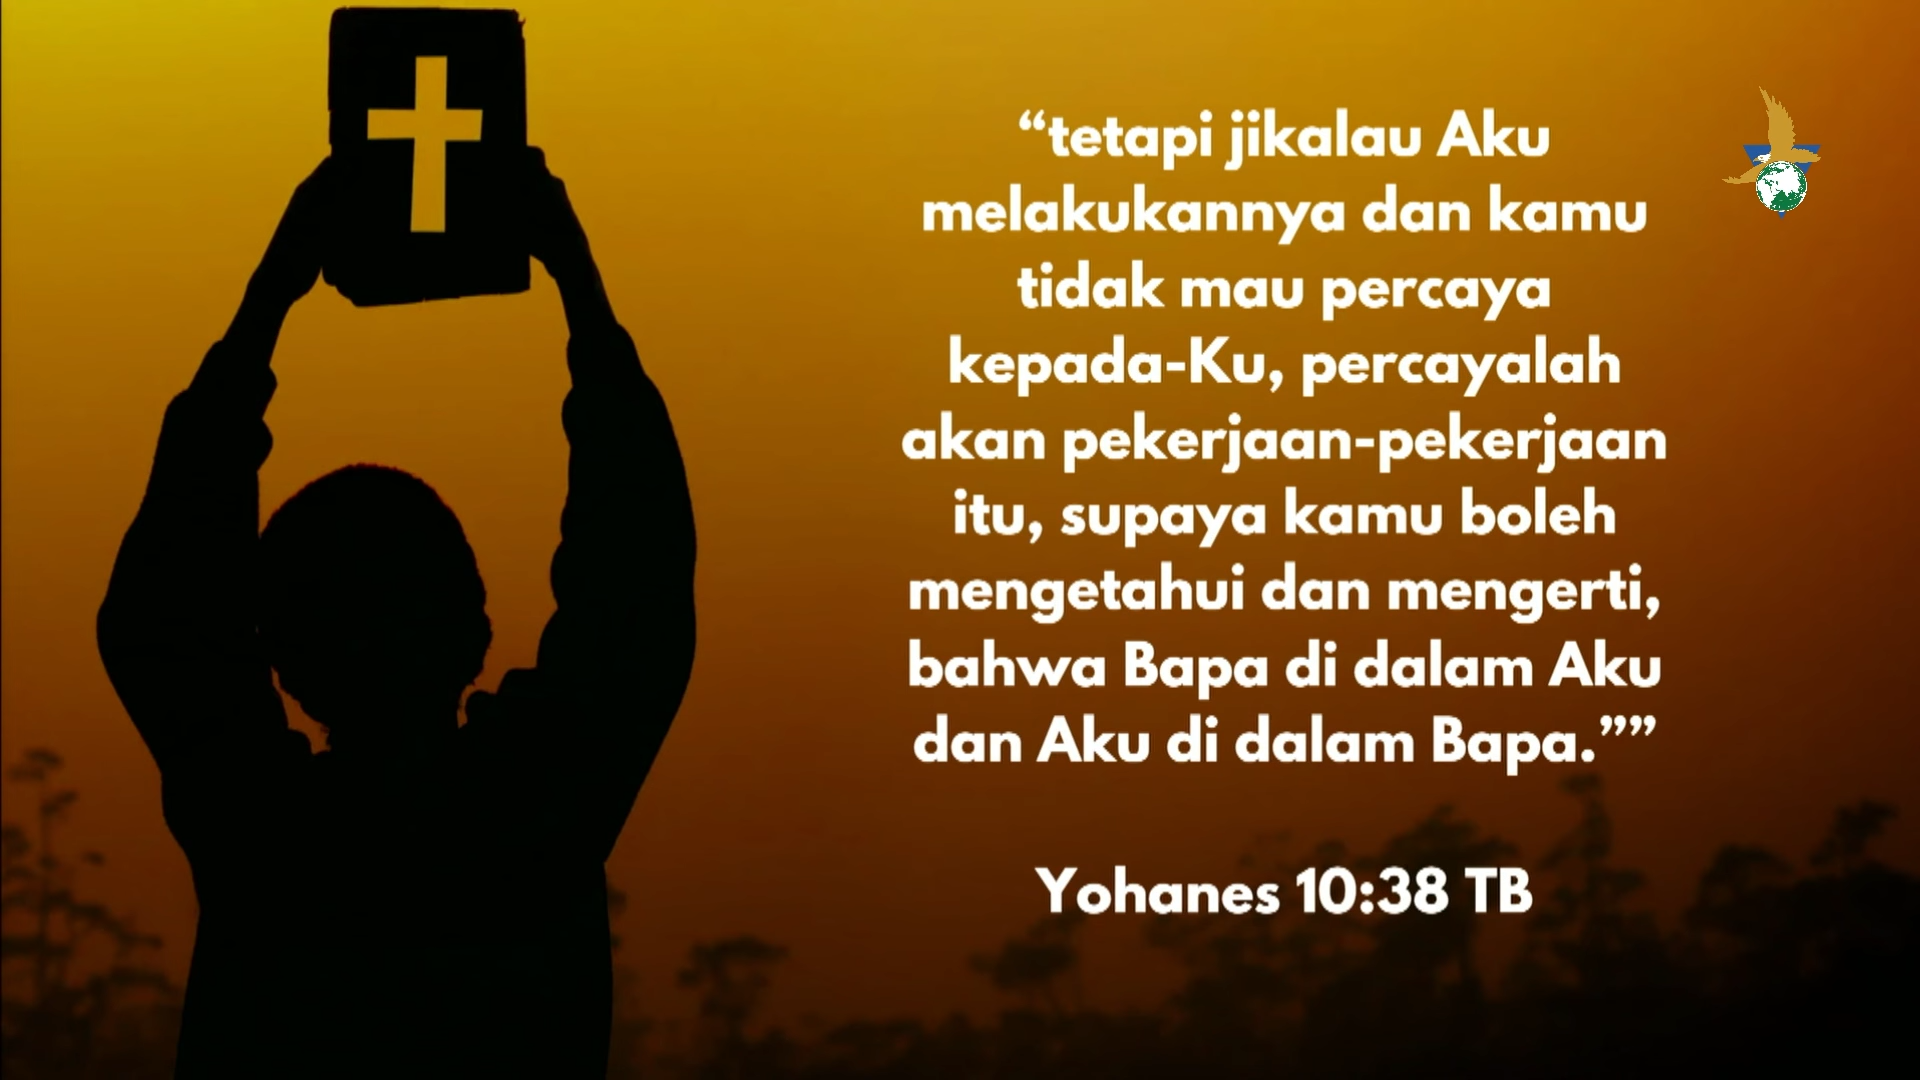 “tetapi jikalau Aku
melakukannya dan kamu
tidak mau percaya
kepada-Ku, percayalah
akan pekerjaan-pekerjaan
itu, supaya kamu boleh
mengetahui dan mengerti,
bahwa Bapa di dalam Aku
dan Aku di dalam Bapa.””
Yohanes 10:38 TB